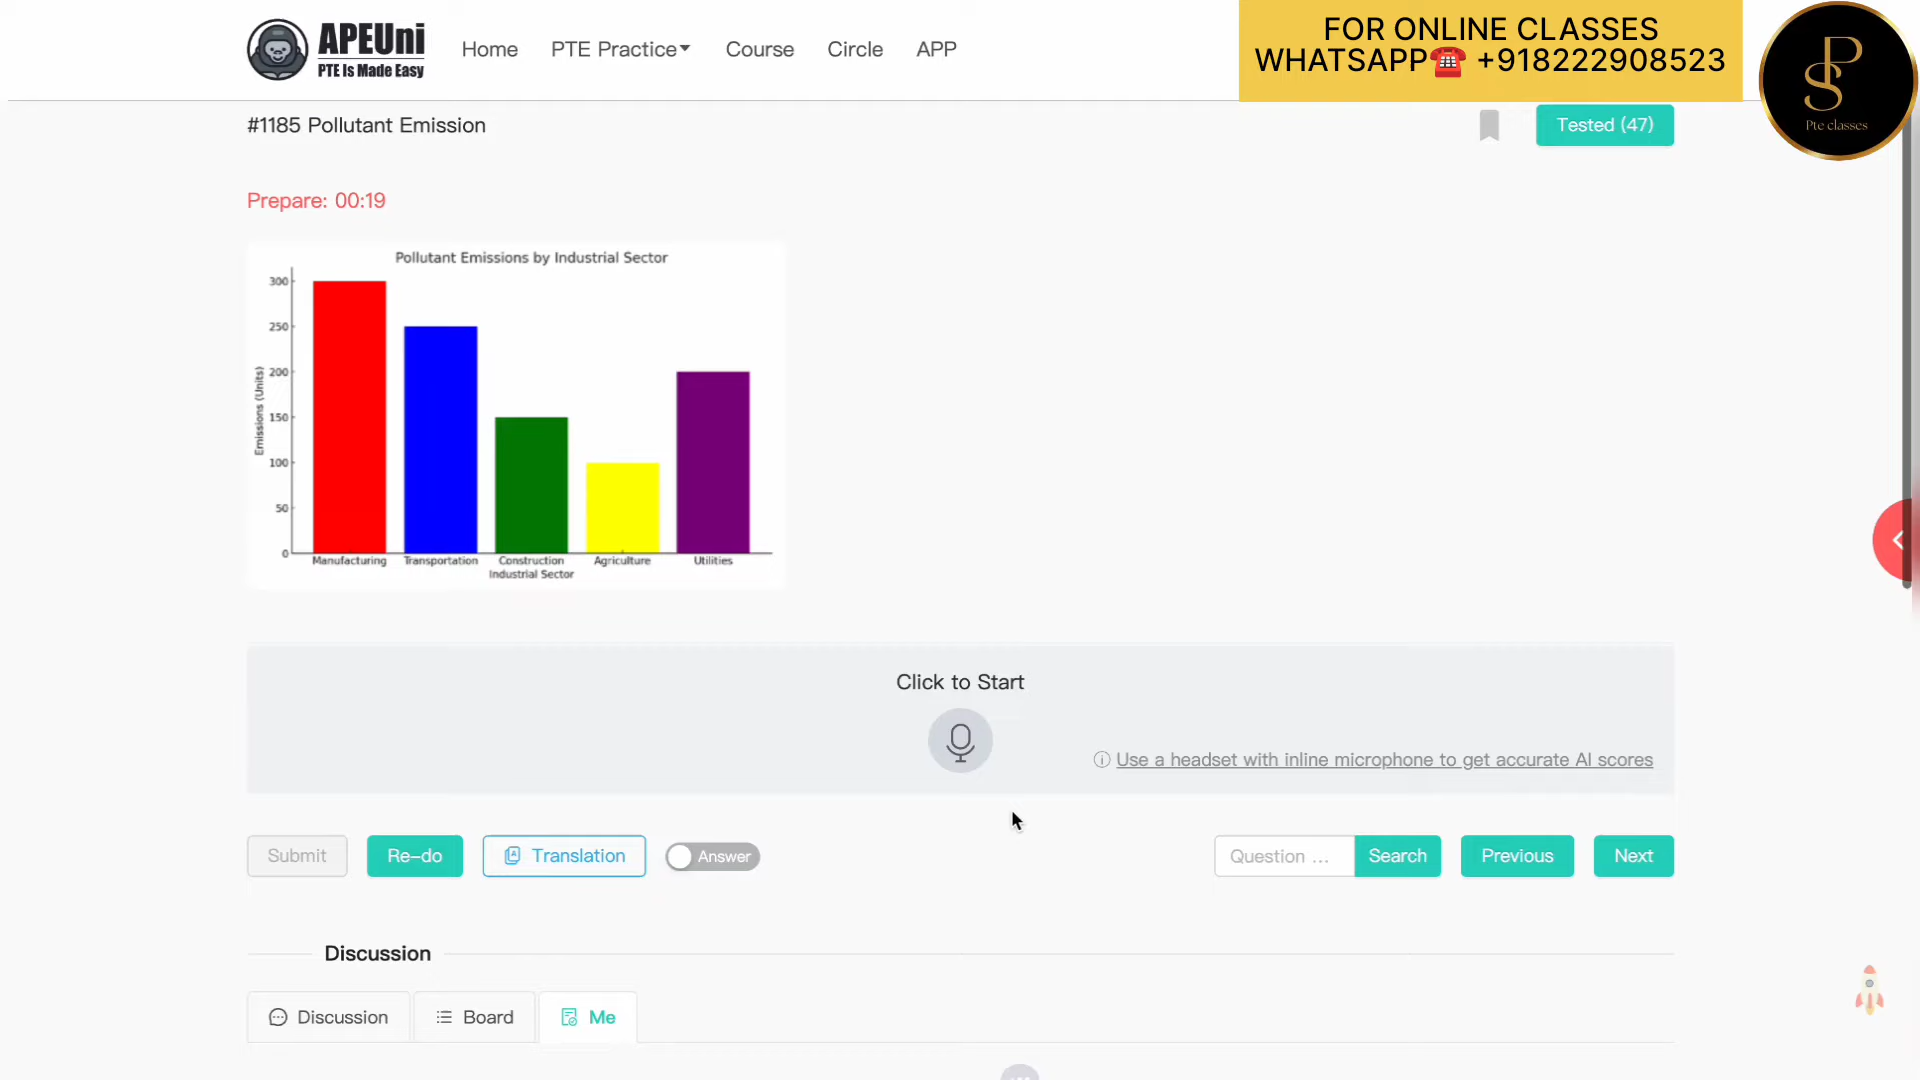 APEUni
PTE Is Made Easy
Home
PTE Practice
Course
Circle
APP
FOR ONLINE CLASSES
WHATSAPP☎️ +918222908523
SP
Pte classes
#1185 Pollutant Emission
Tested (47)
Prepare: 00:19
Pollutant Emissions by Industrial Sector
Emissions (Units)
300
250
200
150
100
50
0
Manufacturing
Transportation
Construction
Agriculture
Utilities
Industrial Sector
Click to Start
Use a headset with inline microphone to get accurate AI scores
Submit
Re-do
Translation
Answer
Question ...
Search
Previous
Next
Discussion
Discussion
Board
Me